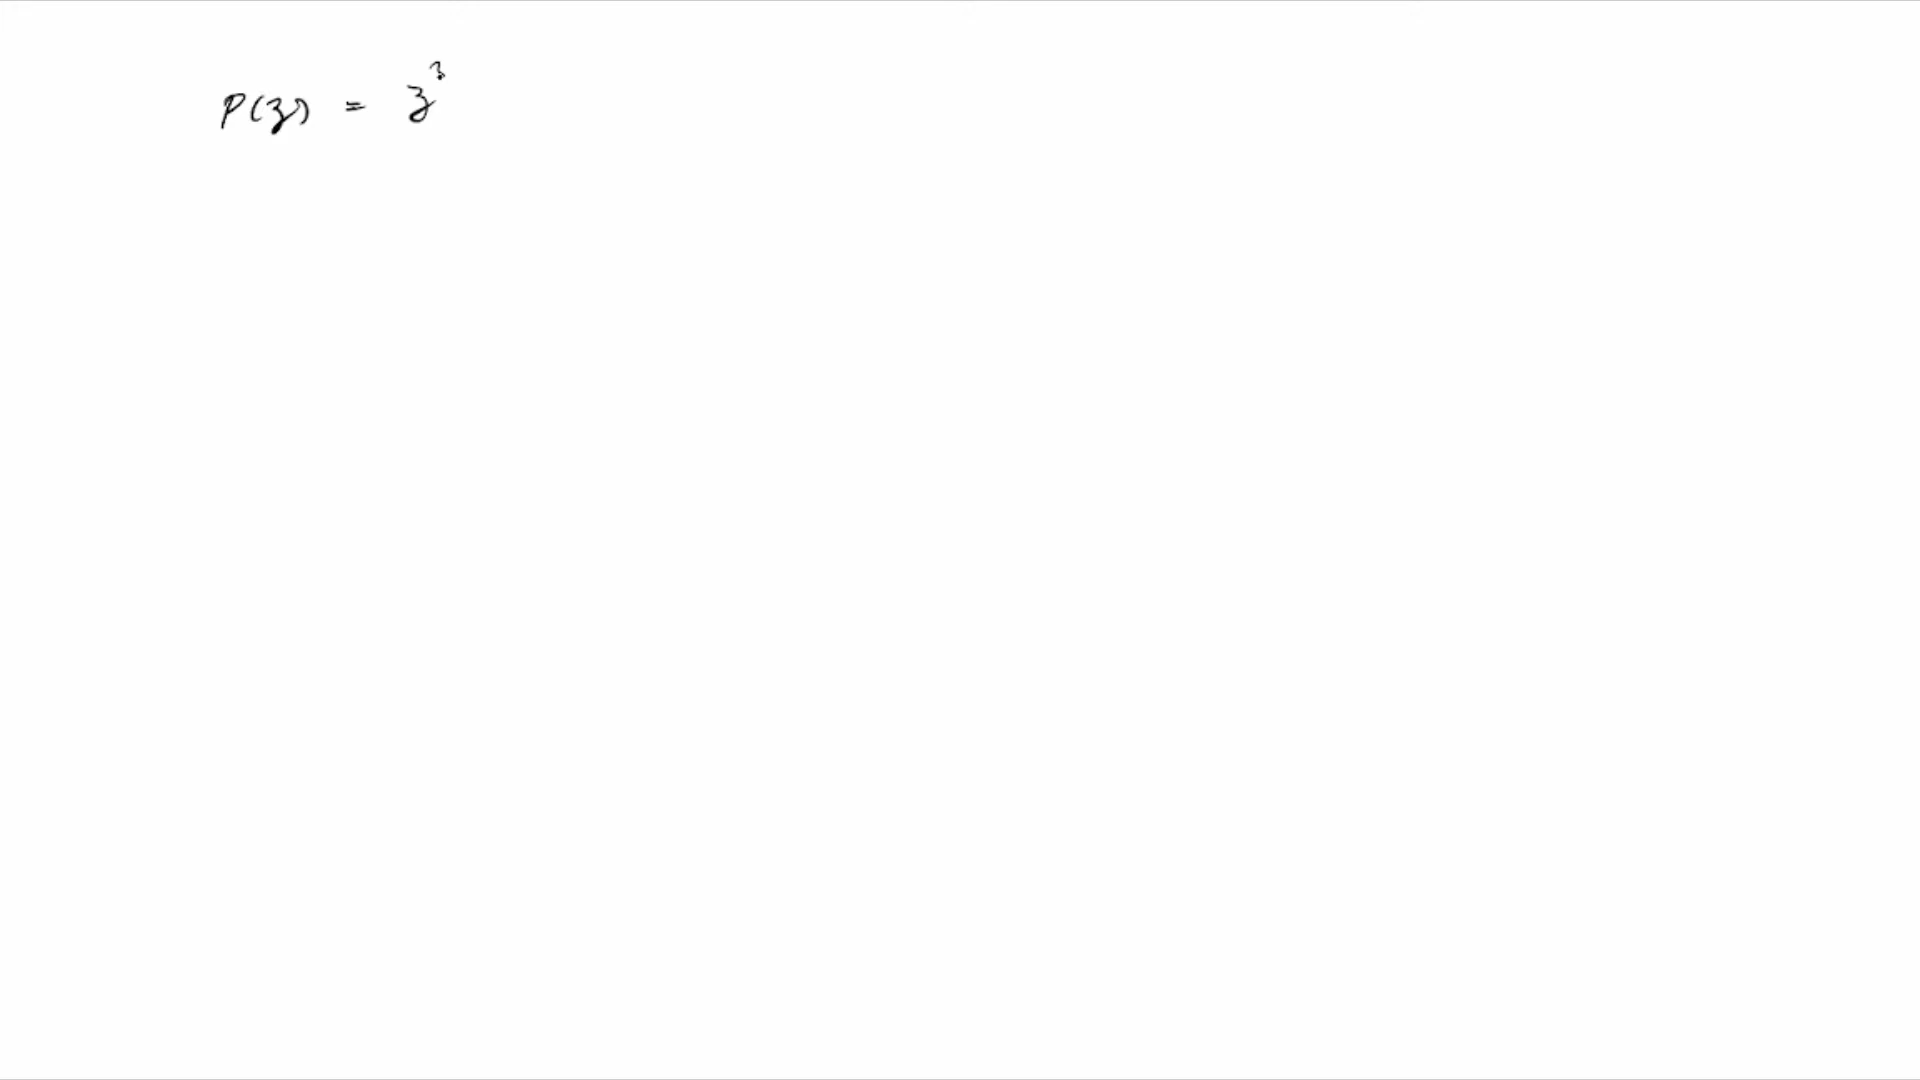 P(z) = z³